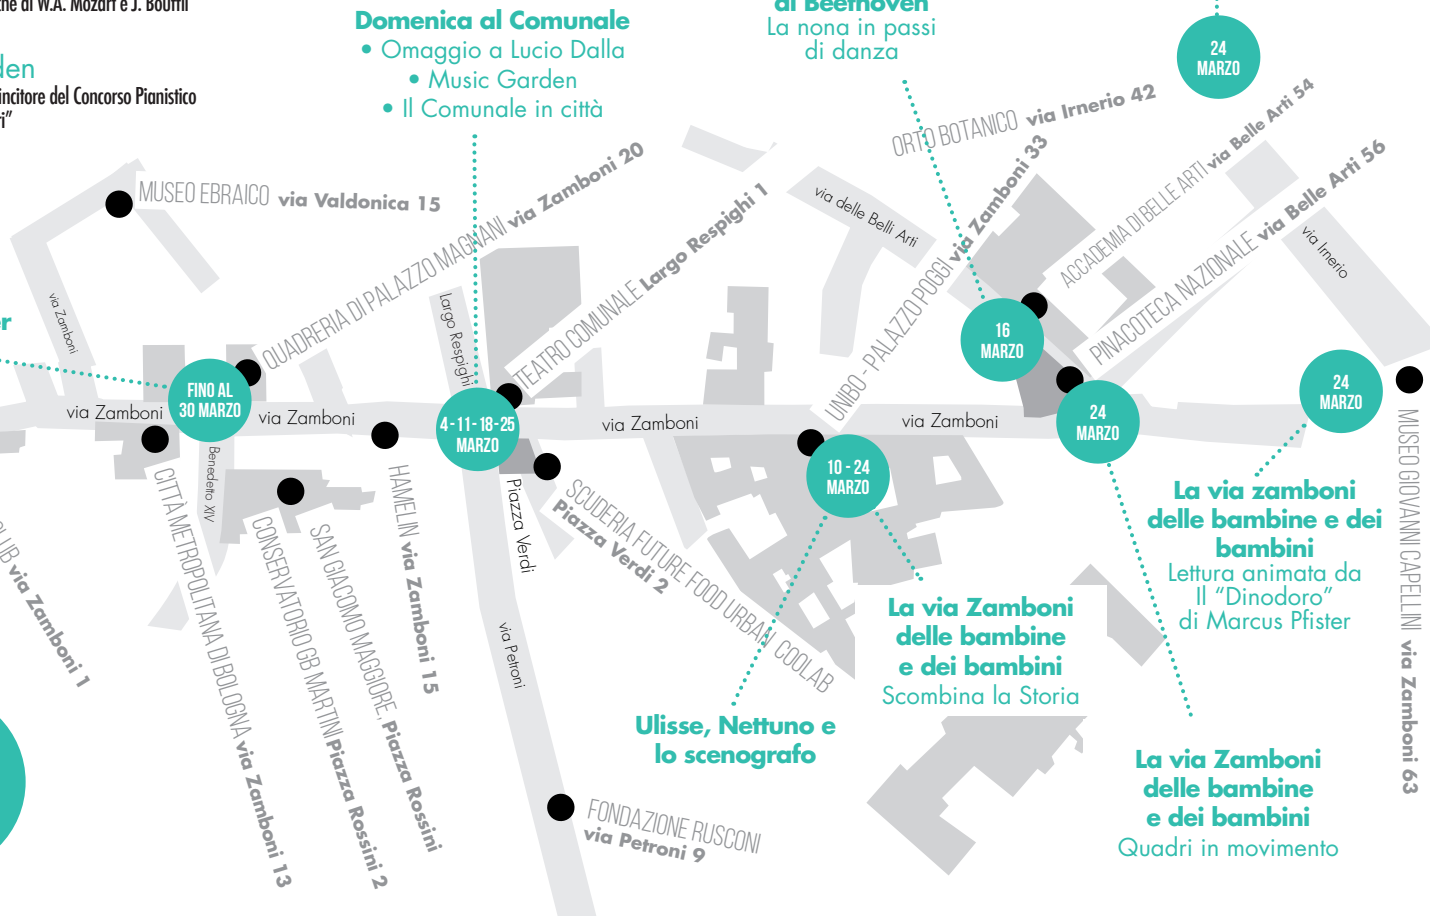 che di W.A. Mozart e J. Bouffil
den
incitore del Concorso Pianistico
Domenica al Comunale
• Omaggio a Lucio Dalla
• Music Garden
• Il Comunale in città
di Beethoven
La nona in passi
di danza
24
MARZO
ORTO BOTANICO via Irnerio 42
ACCADEMIA DI BELLE ARTI via Belle Arti 54
PINACOTECA NAZIONALE via Belle Arti 56
UNIBO - PALAZZO POGGI via Zamboni 33
via delle Belli Arti
via Irnerio
MUSEO EBRAICO via Valdonica 15
QUADRERIA DI PALAZZO MAGNANI via Zamboni 20
TEATRO COMUNALE Largo Respighi 1
Largo Respighi
via Zamboni
er
FINO AL
30 MARZO
via Zamboni
via Zamboni
4-11-18-25
MARZO
via Zamboni
via Zamboni
16
MARZO
24
MARZO
24
MARZO
10 - 24
MARZO
Benedetto XIV
Piazza Verdi
via Petroni
CLUB via Zamboni 1
CITTÀ METROPOLITANA DI BOLOGNA via Zamboni 13
CONSERVATORIO GB MARTINI Piazza Rossini 2
SAN GIACOMO MAGGIORE, Piazza Rossini
HAMELIN via Zamboni 15
SCUDERIA FUTURE FOOD URBAN COOLAB
Piazza Verdi 2
MUSEO GIOVANNI CAPELLINI via Zamboni 63
La via zamboni
delle bambine e dei
bambini
Lettura animata da
Il “Dinodoro”
di Marcus Pfister
La via Zamboni
delle bambine
e dei bambini
Scombina la Storia
Ulisse, Nettuno e
lo scenografo
La via Zamboni
delle bambine
e dei bambini
Quadri in movimento
FONDAZIONE RUSCONI
via Petroni 9